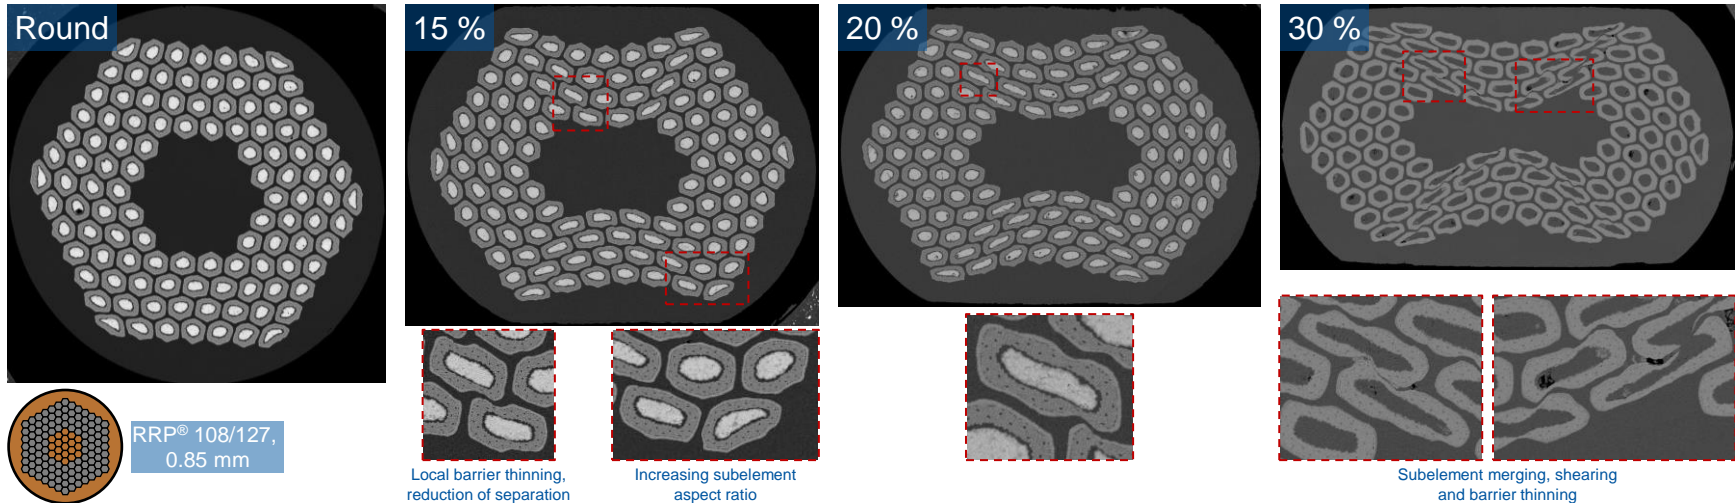 Round
15 %
20 %
30 %
RRP® 108/127,
0.85 mm
Local barrier thinning,
reduction of separation
Increasing subelement
aspect ratio
Subelement merging, shearing
and barrier thinning